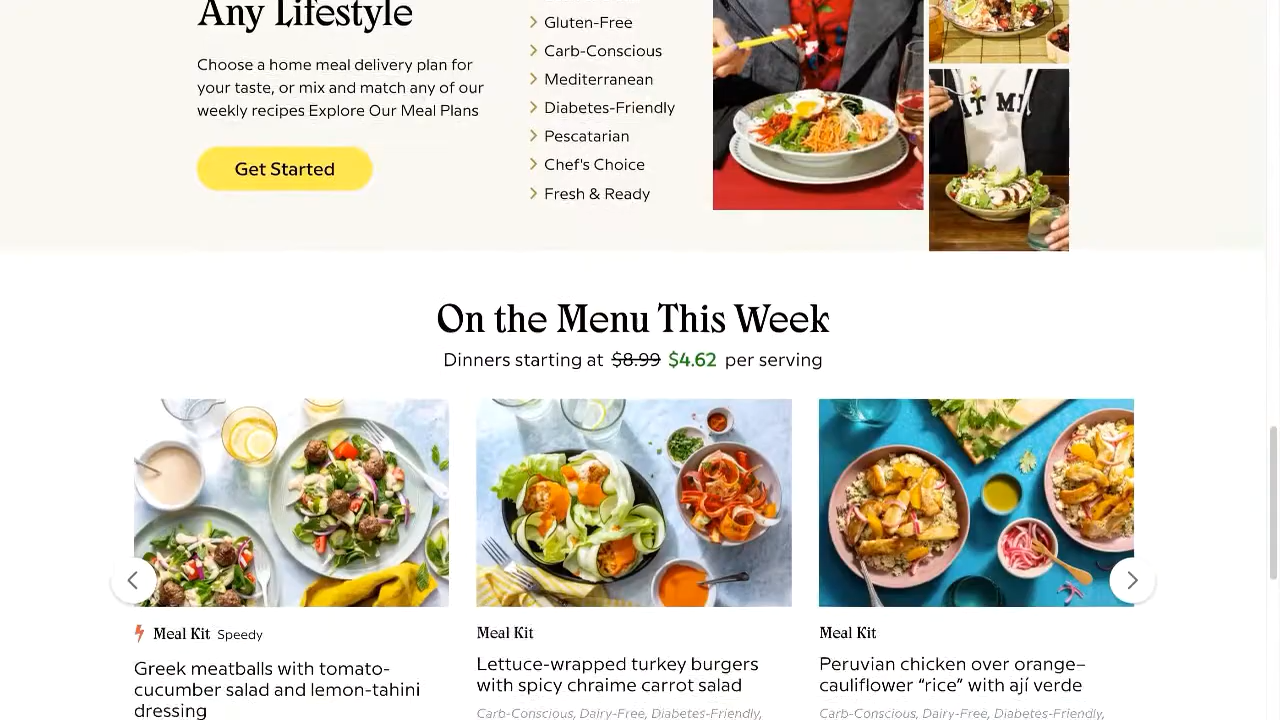 Any Lifestyle
Choose a home meal delivery plan for
your taste, or mix and match any of our
weekly recipes Explore Our Meal Plans
Get Started
Gluten-Free
Carb-Conscious
Mediterranean
Diabetes-Friendly
Pescatarian
Chef's Choice
Fresh & Ready
On the Menu This Week
Dinners starting at $8.99 $4.62 per serving
Meal Kit Speedy
Greek meatballs with tomato-
cucumber salad and lemon-tahini
dressing
Meal Kit
Lettuce-wrapped turkey burgers
with spicy chraime carrot salad
Carb-Conscious, Dairy-Free, Diabetes-Friendly,
Meal Kit
Peruvian chicken over orange–
cauliflower “rice” with ají verde
Carb-Conscious, Dairy-Free, Diabetes-Friendly,